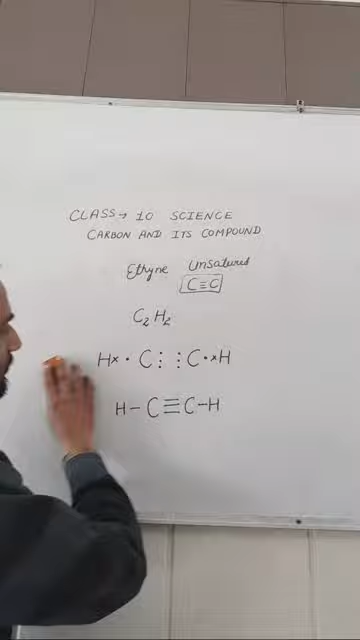 CLASS → 10 SCIENCE
CARBON AND ITS COMPOUND
Ethyne Unsatured
C≡C
C₂H₂
H×· C⋮ ⋮C·×H
H–C≡C–H